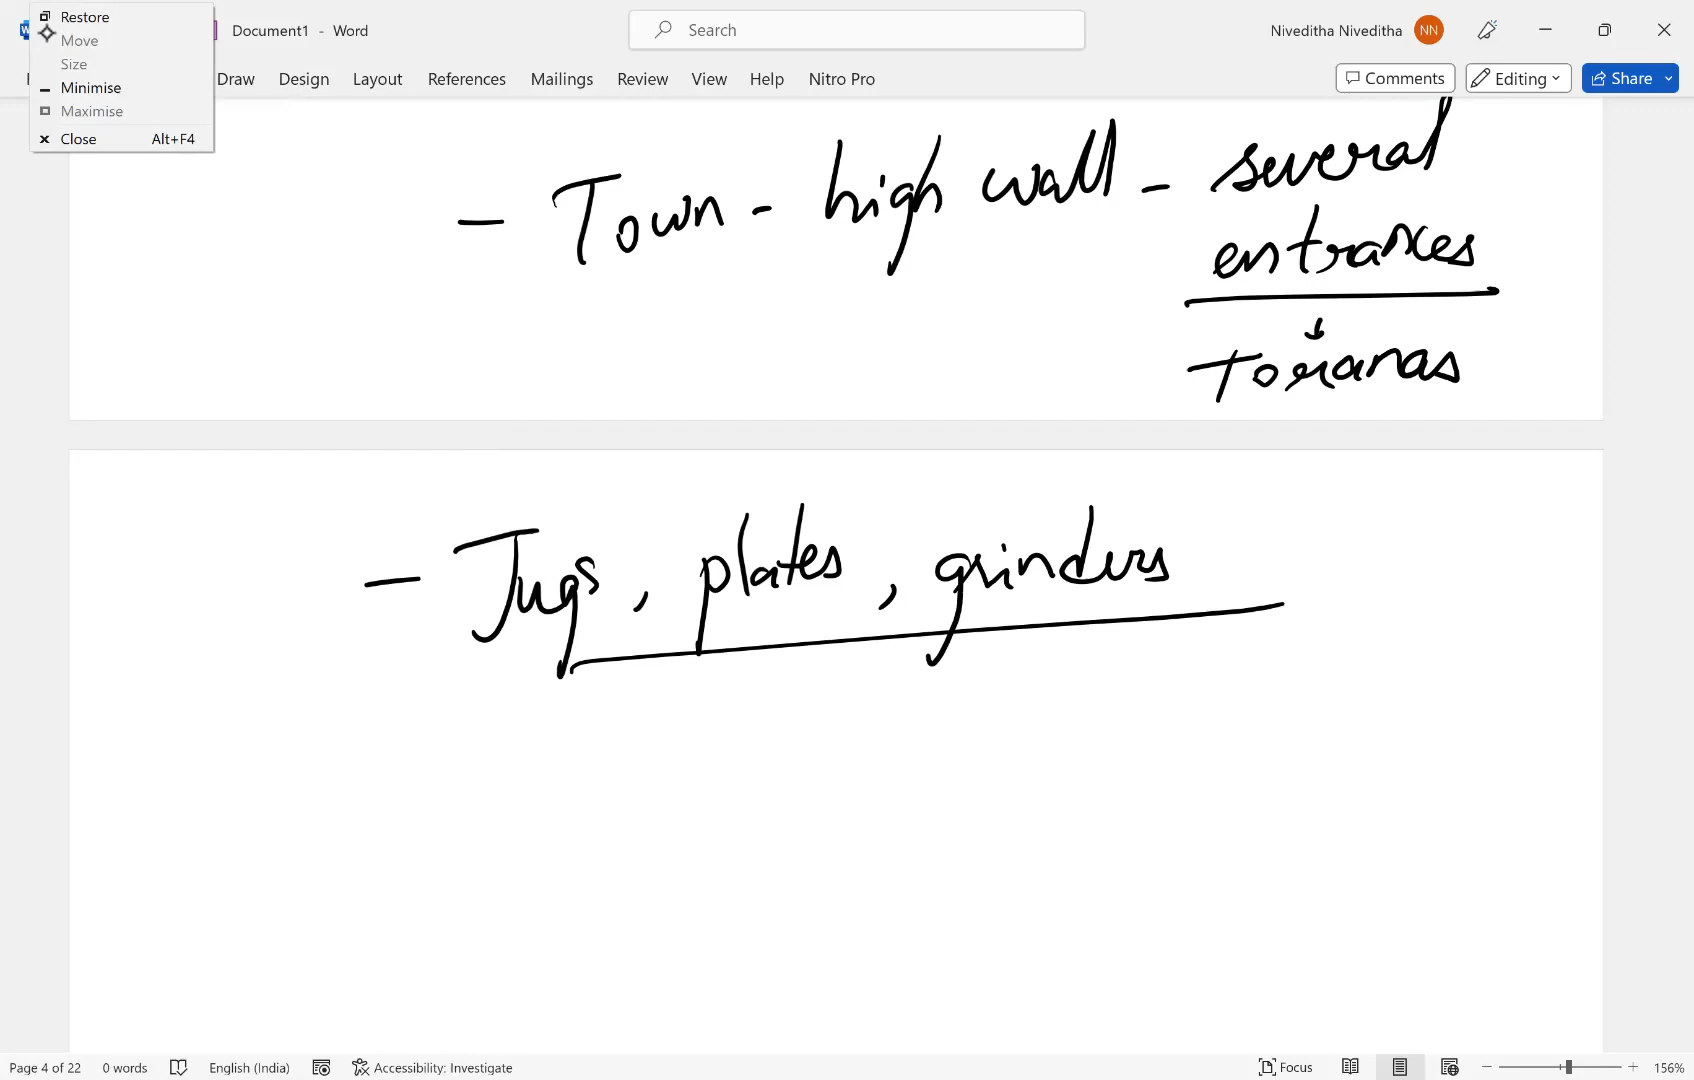 Restore
Move
Size
Minimise
Maximise
Close Alt+F4
Document1 - Word
Search
Niveditha Niveditha NN
Draw Design Layout References Mailings Review View Help Nitro Pro
Comments Editing Share
- Town - high wall - several
entrances
↓
Toranas
- Jugs, plates, grinders
Page 4 of 22 0 words English (India) Accessibility: Investigate Focus 156%